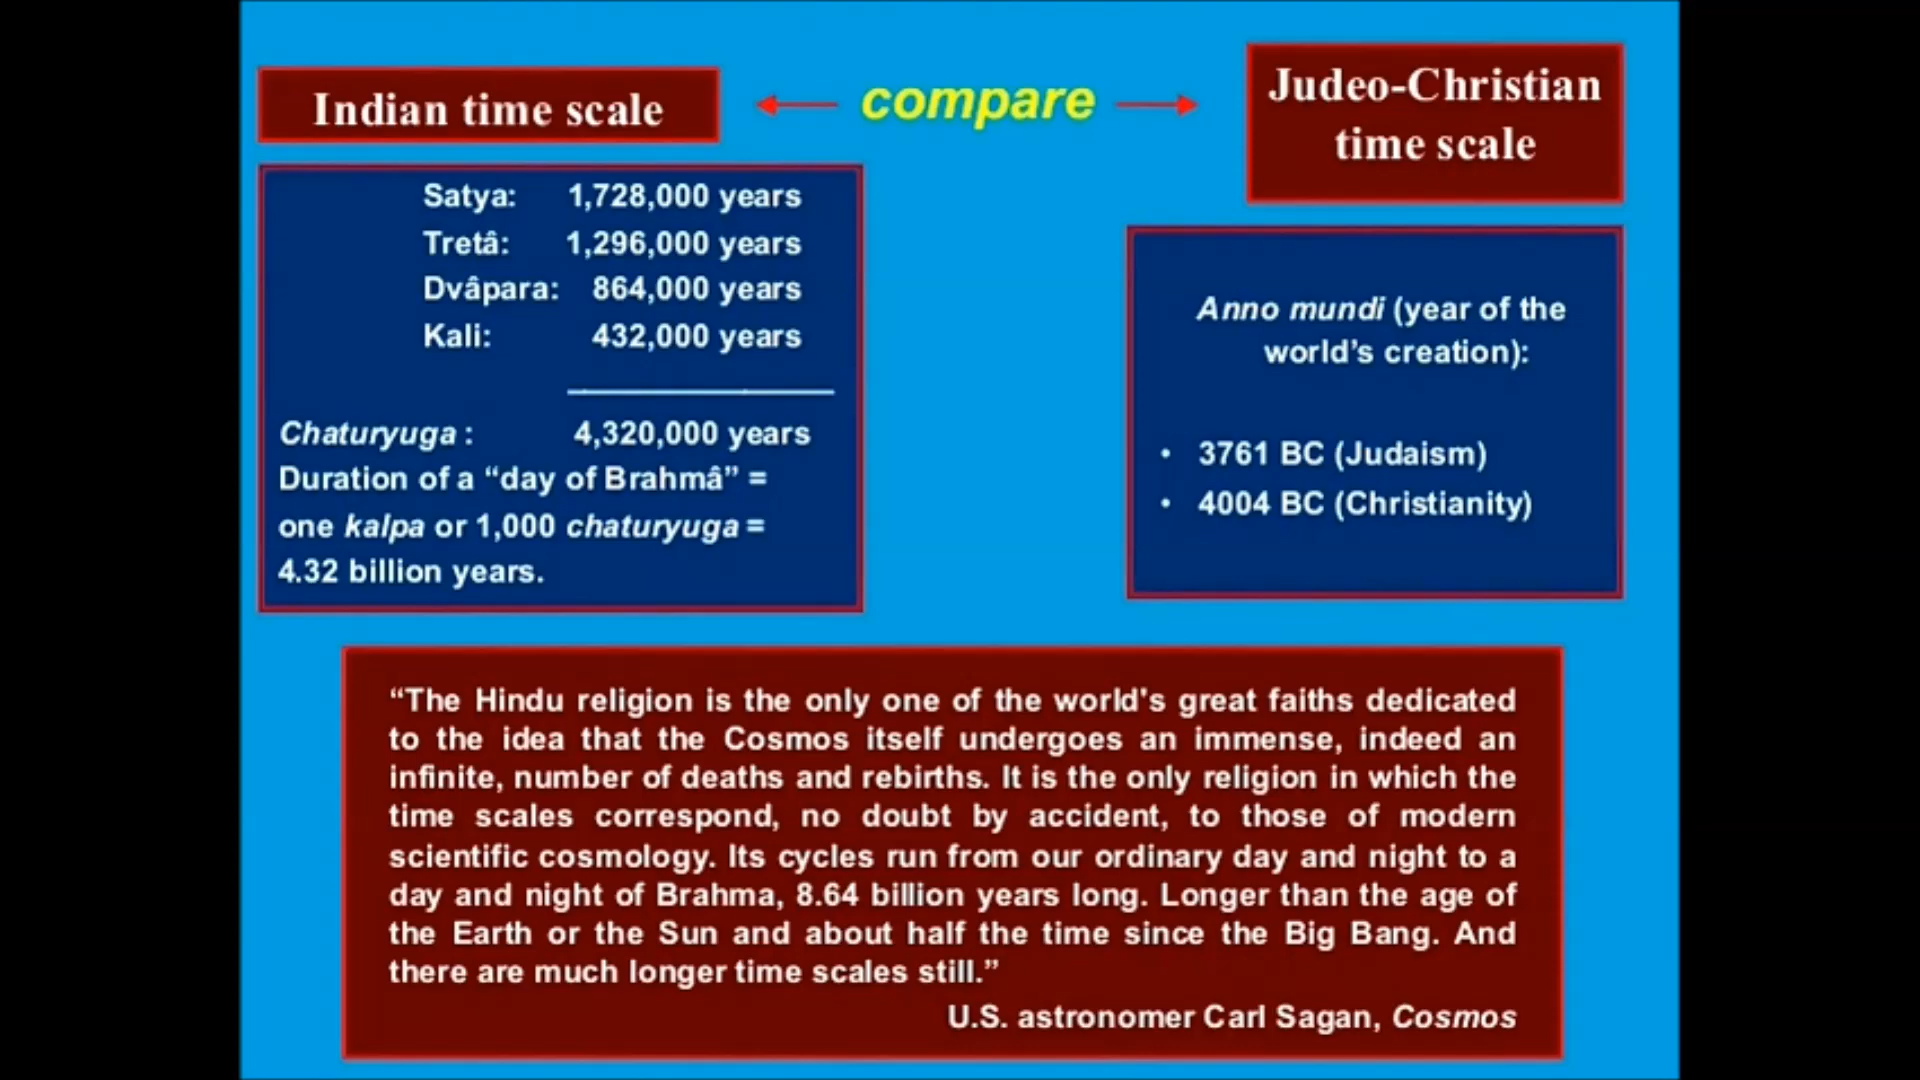 Indian time scale
compare
Judeo-Christian
time scale
Satya: 1,728,000 years
Tretâ: 1,296,000 years
Dvâpara: 864,000 years
Kali: 432,000 years
Chaturyuga : 4,320,000 years
Duration of a “day of Brahmâ” =
one kalpa or 1,000 chaturyuga =
4.32 billion years.
Anno mundi (year of the
world’s creation):
• 3761 BC (Judaism)
• 4004 BC (Christianity)
“The Hindu religion is the only one of the world's great faiths dedicated
to the idea that the Cosmos itself undergoes an immense, indeed an
infinite, number of deaths and rebirths. It is the only religion in which the
time scales correspond, no doubt by accident, to those of modern
scientific cosmology. Its cycles run from our ordinary day and night to a
day and night of Brahma, 8.64 billion years long. Longer than the age of
the Earth or the Sun and about half the time since the Big Bang. And
there are much longer time scales still.”
U.S. astronomer Carl Sagan, Cosmos